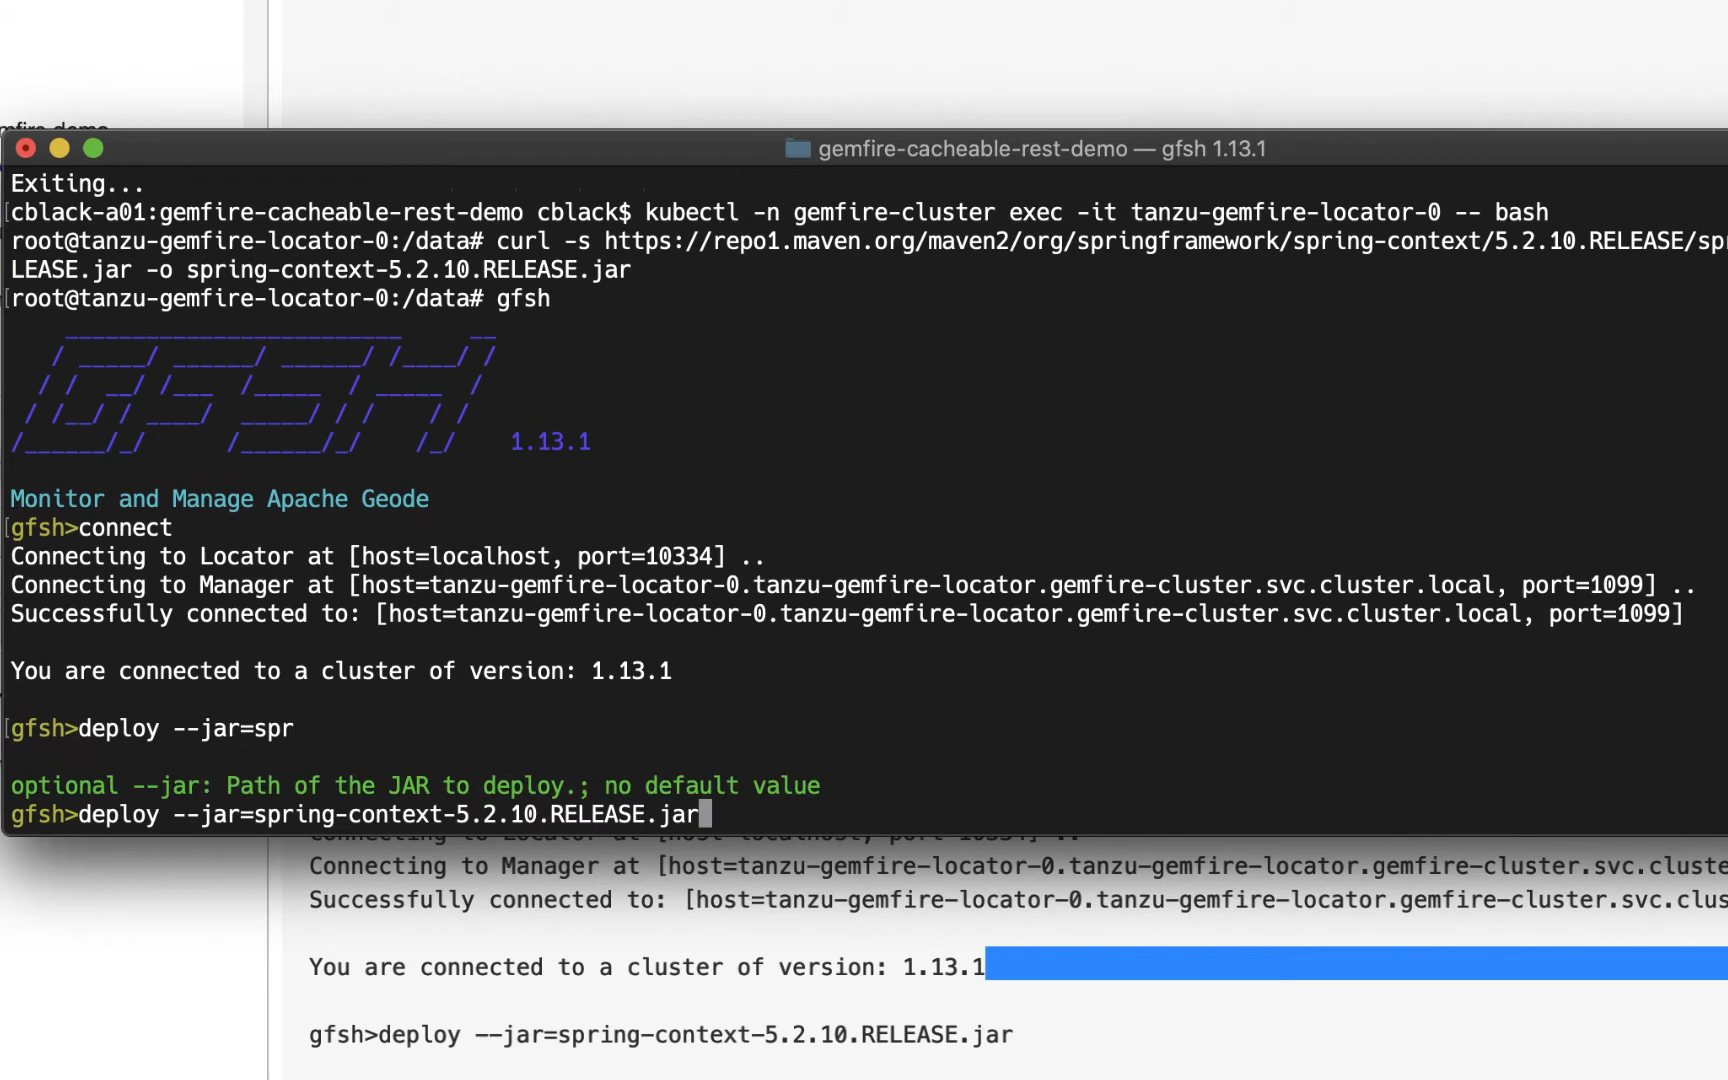 gemfire-cacheable-rest-demo — gfsh 1.13.1
Exiting...
cblack-a01:gemfire-cacheable-rest-demo cblack$ kubectl -n gemfire-cluster exec -it tanzu-gemfire-locator-0 -- bash
root@tanzu-gemfire-locator-0:/data# curl -s https://repo1.maven.org/maven2/org/springframework/spring-context/5.2.10.RELEASE/spr
LEASE.jar -o spring-context-5.2.10.RELEASE.jar
root@tanzu-gemfire-locator-0:/data# gfsh
1.13.1
Monitor and Manage Apache Geode
gfsh>connect
Connecting to Locator at [host=localhost, port=10334] ..
Connecting to Manager at [host=tanzu-gemfire-locator-0.tanzu-gemfire-locator.gemfire-cluster.svc.cluster.local, port=1099] ..
Successfully connected to: [host=tanzu-gemfire-locator-0.tanzu-gemfire-locator.gemfire-cluster.svc.cluster.local, port=1099]
You are connected to a cluster of version: 1.13.1
gfsh>deploy --jar=spr
optional --jar: Path of the JAR to deploy.; no default value
gfsh>deploy --jar=spring-context-5.2.10.RELEASE.jar
Connecting to Manager at [host=tanzu-gemfire-locator-0.tanzu-gemfire-locator.gemfire-cluster.svc.cluste
Successfully connected to: [host=tanzu-gemfire-locator-0.tanzu-gemfire-locator.gemfire-cluster.svc.clus
You are connected to a cluster of version: 1.13.1
gfsh>deploy --jar=spring-context-5.2.10.RELEASE.jar